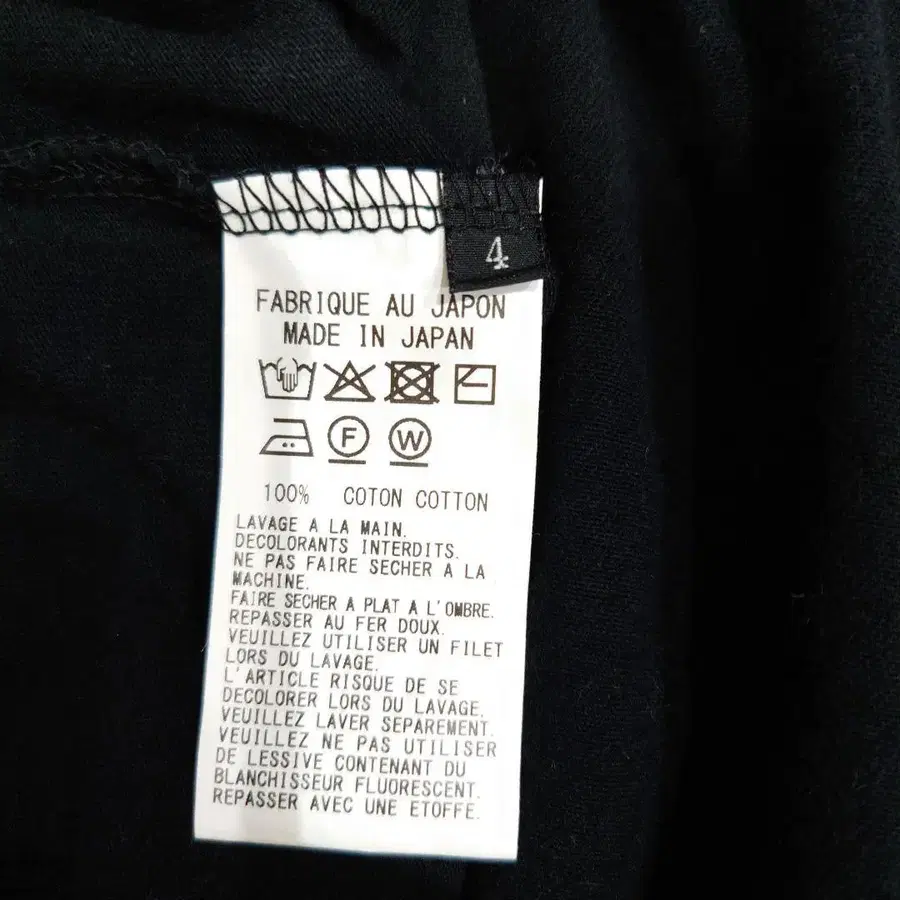 4
FABRIQUE AU JAPON
MADE IN JAPAN
F W
100% COTON COTTON
LAVAGE A LA MAIN.
DECOLORANTS INTERDITS.
NE PAS FAIRE SECHER A LA
MACHINE.
FAIRE SECHER A PLAT A L'OMBRE.
REPASSER AU FER DOUX.
VEUILLEZ UTILISER UN FILET
LORS DU LAVAGE.
L'ARTICLE RISQUE DE SE
DECOLORER LORS DU LAVAGE.
VEUILLEZ LAVER SEPAREMENT.
VEUILLEZ NE PAS UTILISER
DE LESSIVE CONTENANT DU
BLANCHISSEUR FLUORESCENT.
REPASSER AVEC UNE ETOFFE.